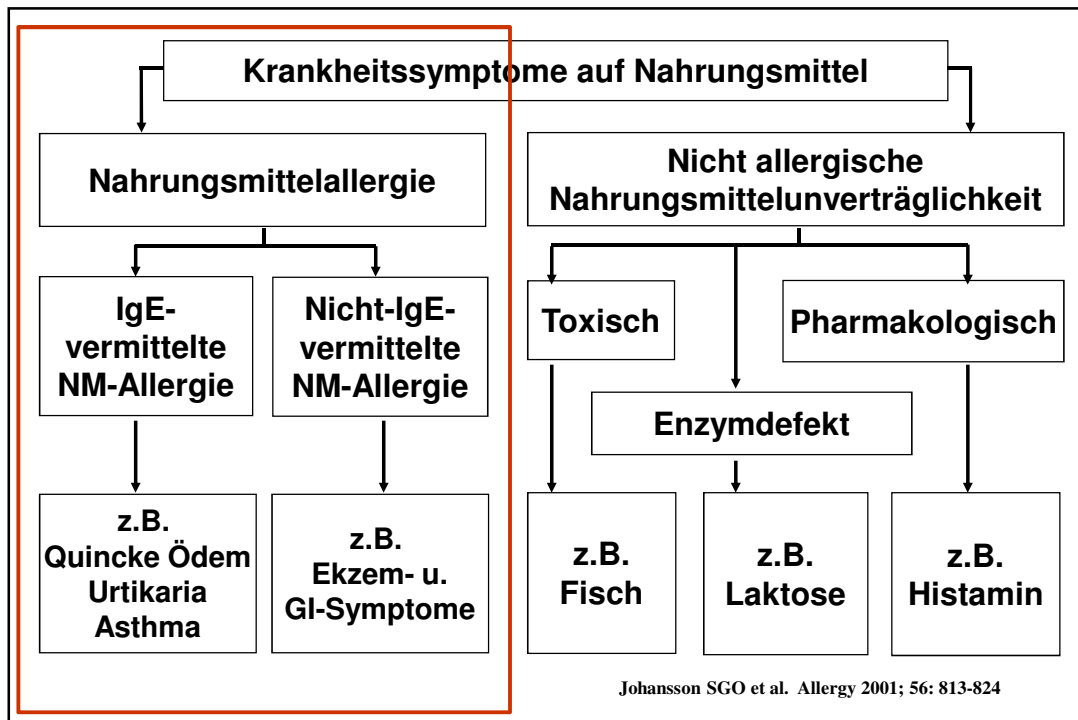 Krankheitssymptome auf Nahrungsmittel
Nahrungsmittelallergie
Nicht allergische
Nahrungsmittelunverträglichkeit
IgE-
vermittelte
NM-Allergie
Nicht-IgE-
vermittelte
NM-Allergie
Toxisch
Pharmakologisch
Enzymdefekt
z.B.
Quincke Ödem
Urtikaria
Asthma
z.B.
Ekzem- u.
GI-Symptome
z.B.
Fisch
z.B.
Laktose
z.B.
Histamin
Johansson SGO et al. Allergy 2001; 56: 813-824